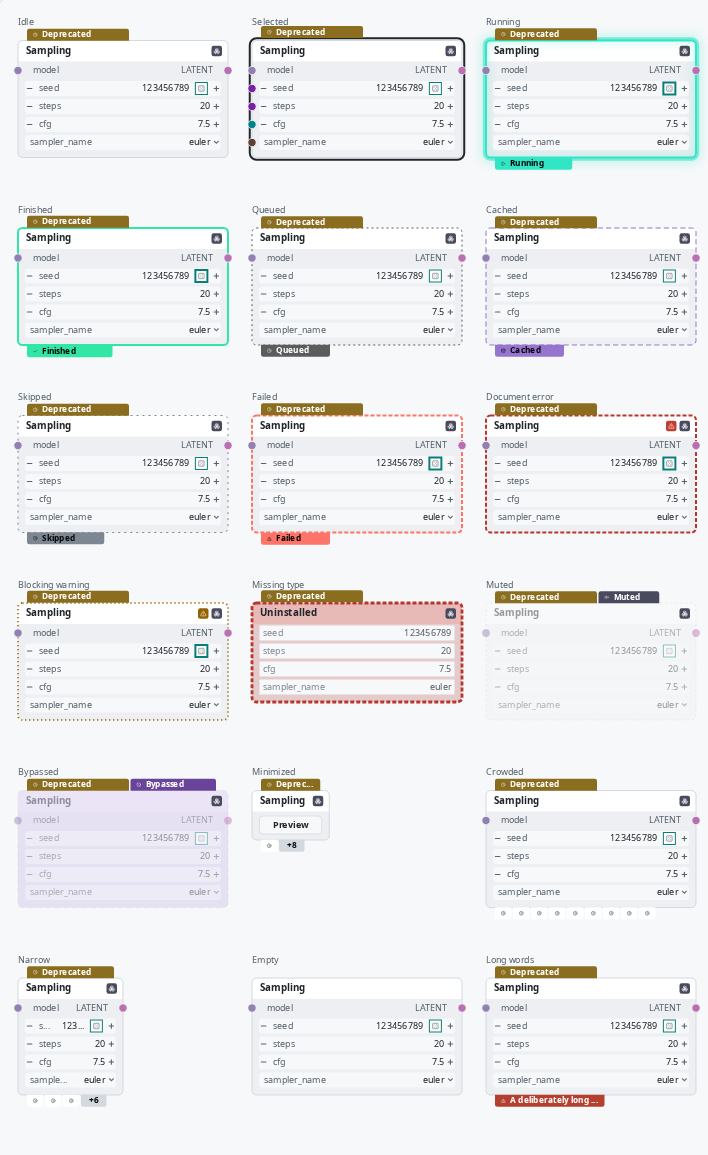 Idle
Deprecated
Sampling
model LATENT
− seed 123456789 +
− steps 20 +
− cfg 7.5 +
sampler_name euler
Selected
Deprecated
Sampling
model LATENT
− seed 123456789 +
− steps 20 +
− cfg 7.5 +
sampler_name euler
Running
Deprecated
Sampling
model LATENT
− seed 123456789 +
− steps 20 +
− cfg 7.5 +
sampler_name euler
Running
Finished
Deprecated
Sampling
model LATENT
− seed 123456789 +
− steps 20 +
− cfg 7.5 +
sampler_name euler
Finished
Queued
Deprecated
Sampling
model LATENT
− seed 123456789 +
− steps 20 +
− cfg 7.5 +
sampler_name euler
Queued
Cached
Deprecated
Sampling
model LATENT
− seed 123456789 +
− steps 20 +
− cfg 7.5 +
sampler_name euler
Cached
Skipped
Deprecated
Sampling
model LATENT
− seed 123456789 +
− steps 20 +
− cfg 7.5 +
sampler_name euler
Skipped
Failed
Deprecated
Sampling
model LATENT
− seed 123456789 +
− steps 20 +
− cfg 7.5 +
sampler_name euler
Failed
Document error
Deprecated
Sampling
model LATENT
− seed 123456789 +
− steps 20 +
− cfg 7.5 +
sampler_name euler
Blocking warning
Deprecated
Sampling
model LATENT
− seed 123456789 +
− steps 20 +
− cfg 7.5 +
sampler_name euler
Missing type
Deprecated
Uninstalled
seed 123456789
steps 20
cfg 7.5
sampler_name euler
Muted
Deprecated Muted
Sampling
model LATENT
− seed 123456789 +
− steps 20 +
− cfg 7.5 +
sampler_name euler
Bypassed
Deprecated Bypassed
Sampling
model LATENT
− seed 123456789 +
− steps 20 +
− cfg 7.5 +
sampler_name euler
Minimized
Deprec...
Sampling
Preview
+8
Crowded
Deprecated
Sampling
model LATENT
− seed 123456789 +
− steps 20 +
− cfg 7.5 +
sampler_name euler
Narrow
Deprecated
Sampling
model LATENT
− s... 123... +
− steps 20 +
− cfg 7.5 +
sample... euler
+6
Empty
Sampling
model LATENT
− seed 123456789 +
− steps 20 +
− cfg 7.5 +
sampler_name euler
Long words
Deprecated
Sampling
model LATENT
− seed 123456789 +
− steps 20 +
− cfg 7.5 +
sampler_name euler
A deliberately long ...